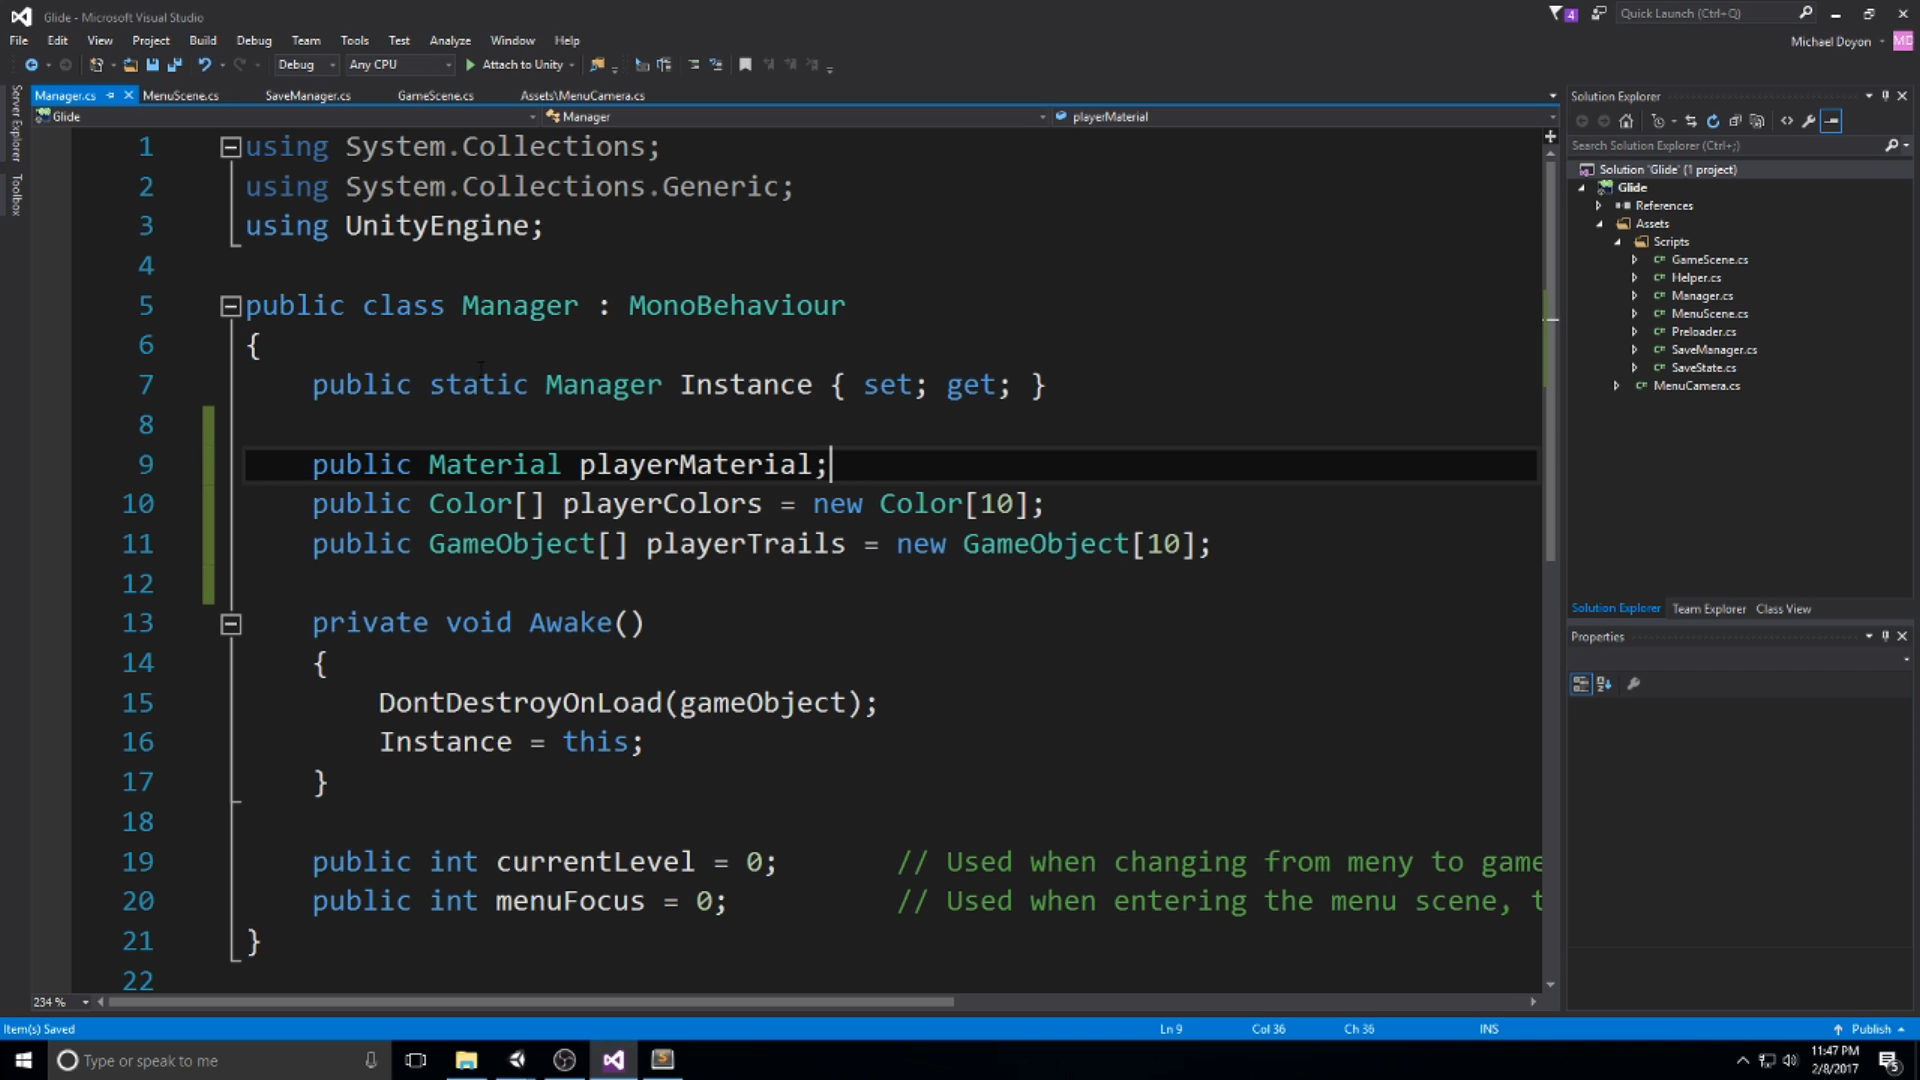 Glide - Microsoft Visual Studio
4
Quick Launch (Ctrl+Q)
File Edit View Project Build Debug Team Tools Test Analyze Window Help
Michael Doyon
MD
Debug
Any CPU
Attach to Unity
Server Explorer
Toolbox
Manager.cs
MenuScene.cs
SaveManager.cs
GameScene.cs
Assets\MenuCamera.cs
Glide
Manager
playerMaterial
1 using System.Collections;
2 using System.Collections.Generic;
3 using UnityEngine;
4
5 public class Manager : MonoBehaviour
6 {
7 public static Manager Instance { set; get; }
8
9 public Material playerMaterial;
10 public Color[] playerColors = new Color[10];
11 public GameObject[] playerTrails = new GameObject[10];
12
13 private void Awake()
14 {
15 DontDestroyOnLoad(gameObject);
16 Instance = this;
17 }
18
19 public int currentLevel = 0; // Used when changing from meny to game
20 public int menuFocus = 0; // Used when entering the menu scene, t
21 }
22
234 %
Solution Explorer
Search Solution Explorer (Ctrl+;)
Solution 'Glide' (1 project)
Glide
References
Assets
Scripts
GameScene.cs
Helper.cs
Manager.cs
MenuScene.cs
Preloader.cs
SaveManager.cs
SaveState.cs
MenuCamera.cs
Solution Explorer Team Explorer Class View
Properties
Item(s) Saved
Ln 9
Col 36
Ch 36
INS
Publish
Type or speak to me
11:47 PM
2/8/2017
5